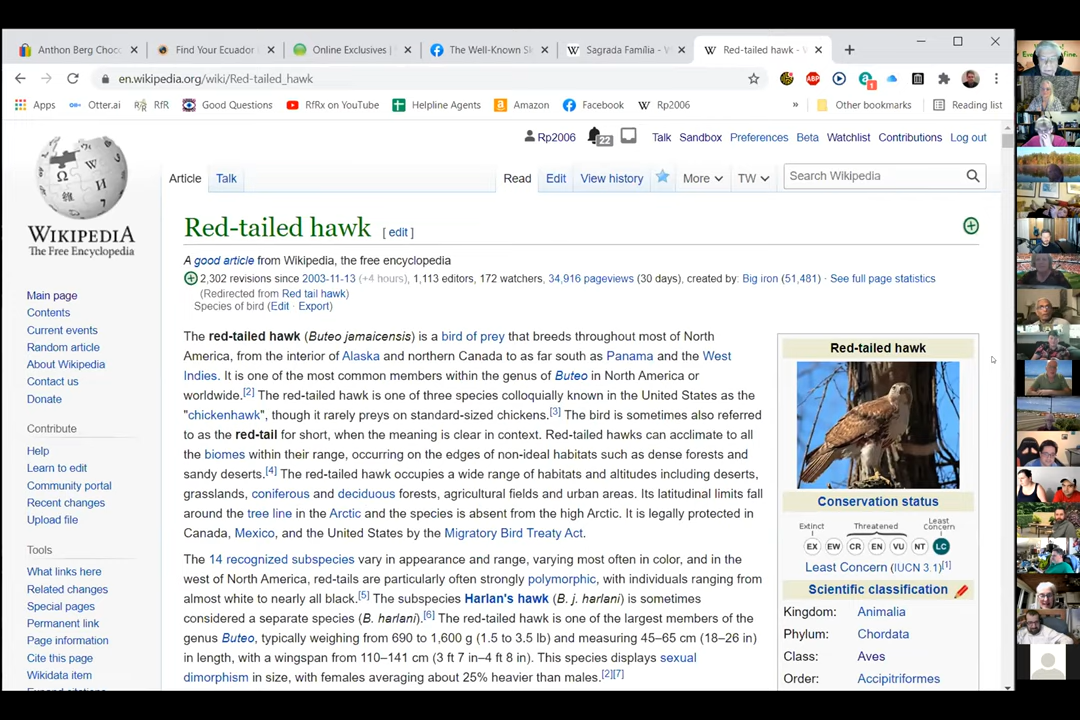 Anthon Berg Choc
Find Your Ecuador
Online Exclusives |
The Well-Known Sk
Sagrada Família - W
Red-tailed hawk - W
en.wikipedia.org/wiki/Red-tailed_hawk
ABP
1
Apps
Otter.ai
RfR
Good Questions
RfRx on YouTube
Helpline Agents
Amazon
Facebook
Rp2006
»
Other bookmarks
Reading list
Rp2006
22
Talk
Sandbox
Preferences
Beta
Watchlist
Contributions
Log out
Article
Talk
Read
Edit
View history
More
TW
Search Wikipedia
WIKIPEDIA
The Free Encyclopedia
Main page
Contents
Current events
Random article
About Wikipedia
Contact us
Donate
Contribute
Help
Learn to edit
Community portal
Recent changes
Upload file
Tools
What links here
Related changes
Special pages
Permanent link
Page information
Cite this page
Wikidata item
Red-tailed hawk [ edit ]
A good article from Wikipedia, the free encyclopedia
2,302 revisions since 2003-11-13 (+4 hours), 1,113 editors, 172 watchers, 34,916 pageviews (30 days), created by: Big iron (51,481) · See full page statistics
(Redirected from Red tail hawk)
Species of bird (Edit · Export)
The red-tailed hawk (Buteo jamaicensis) is a bird of prey that breeds throughout most of North
America, from the interior of Alaska and northern Canada to as far south as Panama and the West
Indies. It is one of the most common members within the genus of Buteo in North America or
worldwide.[2] The red-tailed hawk is one of three species colloquially known in the United States as the
"chickenhawk", though it rarely preys on standard-sized chickens.[3] The bird is sometimes also referred
to as the red-tail for short, when the meaning is clear in context. Red-tailed hawks can acclimate to all
the biomes within their range, occurring on the edges of non-ideal habitats such as dense forests and
sandy deserts.[4] The red-tailed hawk occupies a wide range of habitats and altitudes including deserts,
grasslands, coniferous and deciduous forests, agricultural fields and urban areas. Its latitudinal limits fall
around the tree line in the Arctic and the species is absent from the high Arctic. It is legally protected in
Canada, Mexico, and the United States by the Migratory Bird Treaty Act.
The 14 recognized subspecies vary in appearance and range, varying most often in color, and in the
west of North America, red-tails are particularly often strongly polymorphic, with individuals ranging from
almost white to nearly all black.[5] The subspecies Harlan's hawk (B. j. harlani) is sometimes
considered a separate species (B. harlani).[6] The red-tailed hawk is one of the largest members of the
genus Buteo, typically weighing from 690 to 1,600 g (1.5 to 3.5 lb) and measuring 45–65 cm (18–26 in)
in length, with a wingspan from 110–141 cm (3 ft 7 in–4 ft 8 in). This species displays sexual
dimorphism in size, with females averaging about 25% heavier than males.[2][7]
Red-tailed hawk
Conservation status
Extinct
Threatened
Least
Concern
EX EW CR EN VU NT LC
Least Concern (IUCN 3.1)[1]
Scientific classification
Kingdom: Animalia
Phylum: Chordata
Class: Aves
Order: Accipitriformes